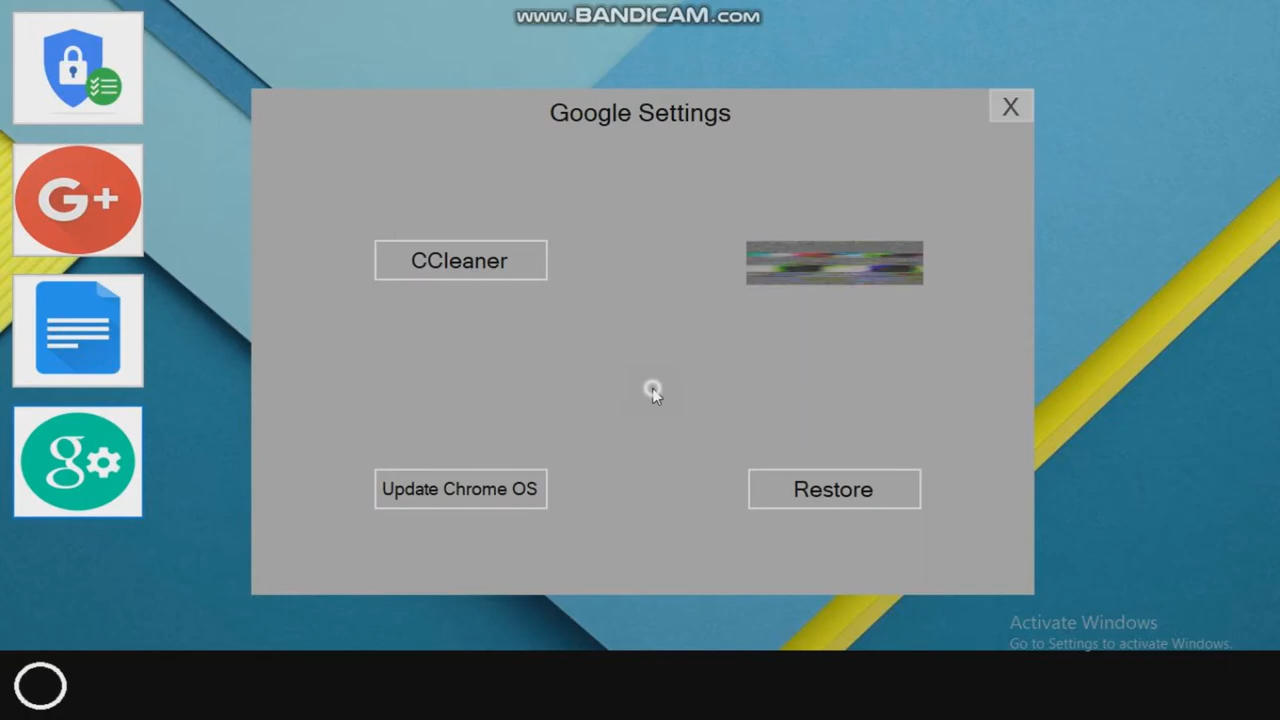 www.BANDICAM.com
Google Settings
X
G+
CCleaner
Update Chrome OS
Restore
g
Activate Windows
Go to Settings to activate Windows.